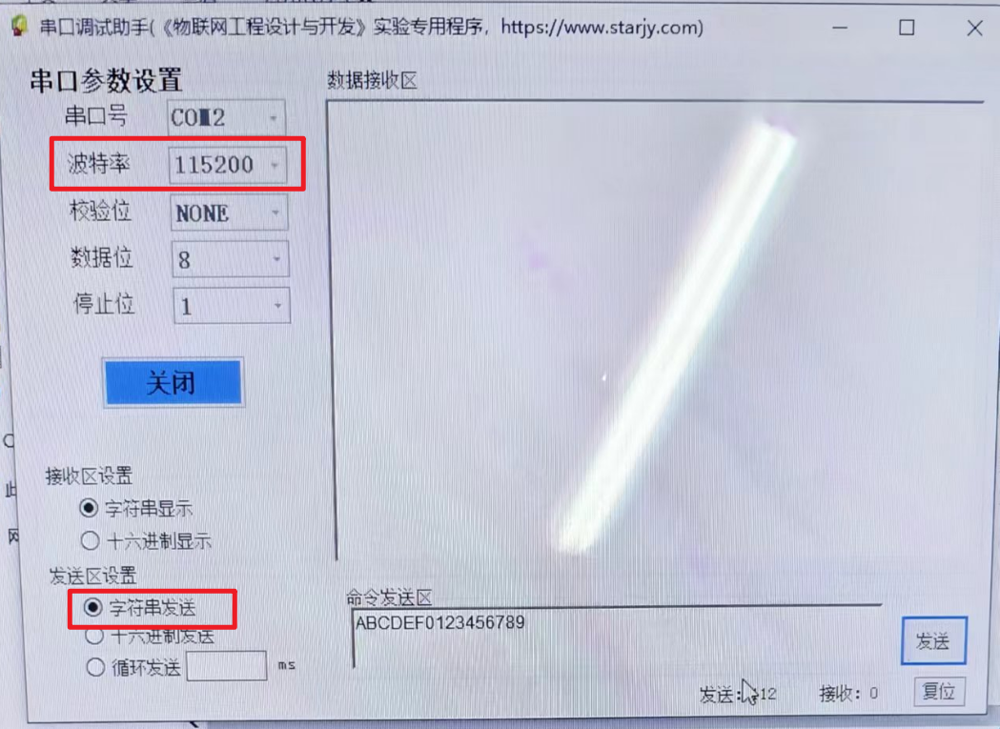 串口调试助手(《物联网工程设计与开发》实验专用程序，https://www.starjy.com)
串口参数设置
串口号 COM2
波特率 115200
校验位 NONE
数据位 8
停止位 1
关闭
接收区设置
字符串显示
十六进制显示
发送区设置
字符串发送
十六进制发送
循环发送 ms
数据接收区
命令发送区
ABCDEF0123456789
发送
发送: 12 接收: 0 复位